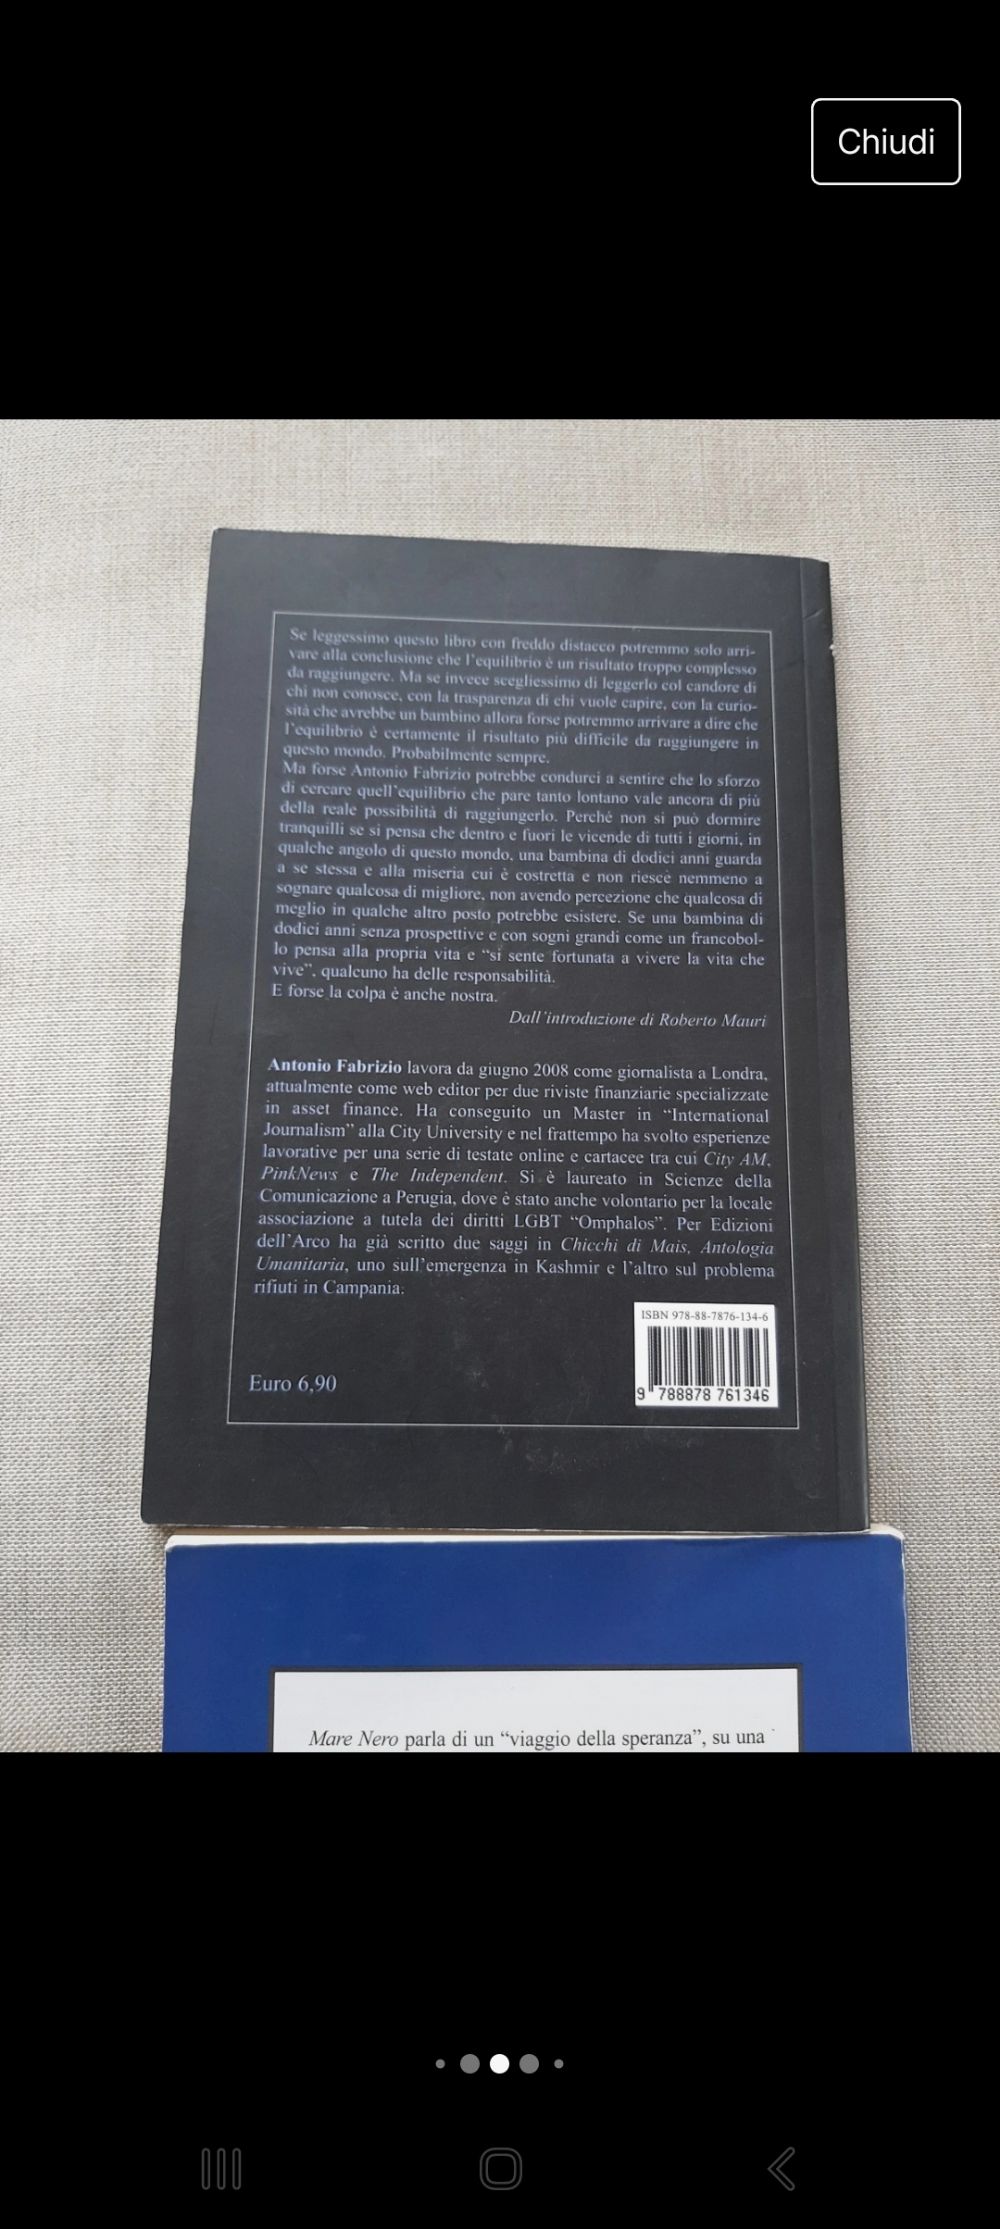 Chiudi
Se leggessimo questo libro con freddo distacco potremmo solo arri-
vare alla conclusione che l'equilibrio è un risultato troppo complesso
da raggiungere. Ma se invece scegliessimo di leggerlo col candore di
chi non conosce, con la trasparenza di chi vuole capire, con la curio-
sità che avrebbe un bambino allora forse potremmo arrivare a dire che
l'equilibrio è certamente il risultato più difficile da raggiungere in
questo mondo. Probabilmente sempre.
Ma forse Antonio Fabrizio potrebbe condurci a sentire che lo sforzo
di cercare quell'equilibrio che pare tanto lontano vale ancora di più
della reale possibilità di raggiungerlo. Perché non si può dormire
tranquilli se si pensa che dentro e fuori le vicende di tutti i giorni, in
qualche angolo di questo mondo, una bambina di dodici anni guarda
a se stessa e alla miseria cui è costretta e non riesce nemmeno a
sognare qualcosa di migliore, non avendo percezione che qualcosa di
meglio in qualche altro posto potrebbe esistere. Se una bambina di
dodici anni senza prospettive e con sogni grandi come un francobol-
lo pensa alla propria vita e “si sente fortunata a vivere la vita che
vive”, qualcuno ha delle responsabilità.
E forse la colpa è anche nostra.
Dall'introduzione di Roberto Mauri
Antonio Fabrizio lavora da giugno 2008 come giornalista a Londra,
attualmente come web editor per due riviste finanziarie specializzate
in asset finance. Ha conseguito un Master in “International
Journalism” alla City University e nel frattempo ha svolto esperienze
lavorative per una serie di testate online e cartacee tra cui City AM,
PinkNews e The Independent. Si è laureato in Scienze della
Comunicazione a Perugia, dove è stato anche volontario per la locale
associazione a tutela dei diritti LGBT “Omphalos”. Per Edizioni
dell'Arco ha già scritto due saggi in Chicchi di Mais, Antologia
Umanitaria, uno sull'emergenza in Kashmir e l'altro sul problema
rifiuti in Campania.
ISBN 978-88-7876-134-6
9 788878 761346
Euro 6,90
Mare Nero parla di un “viaggio della speranza”, su una